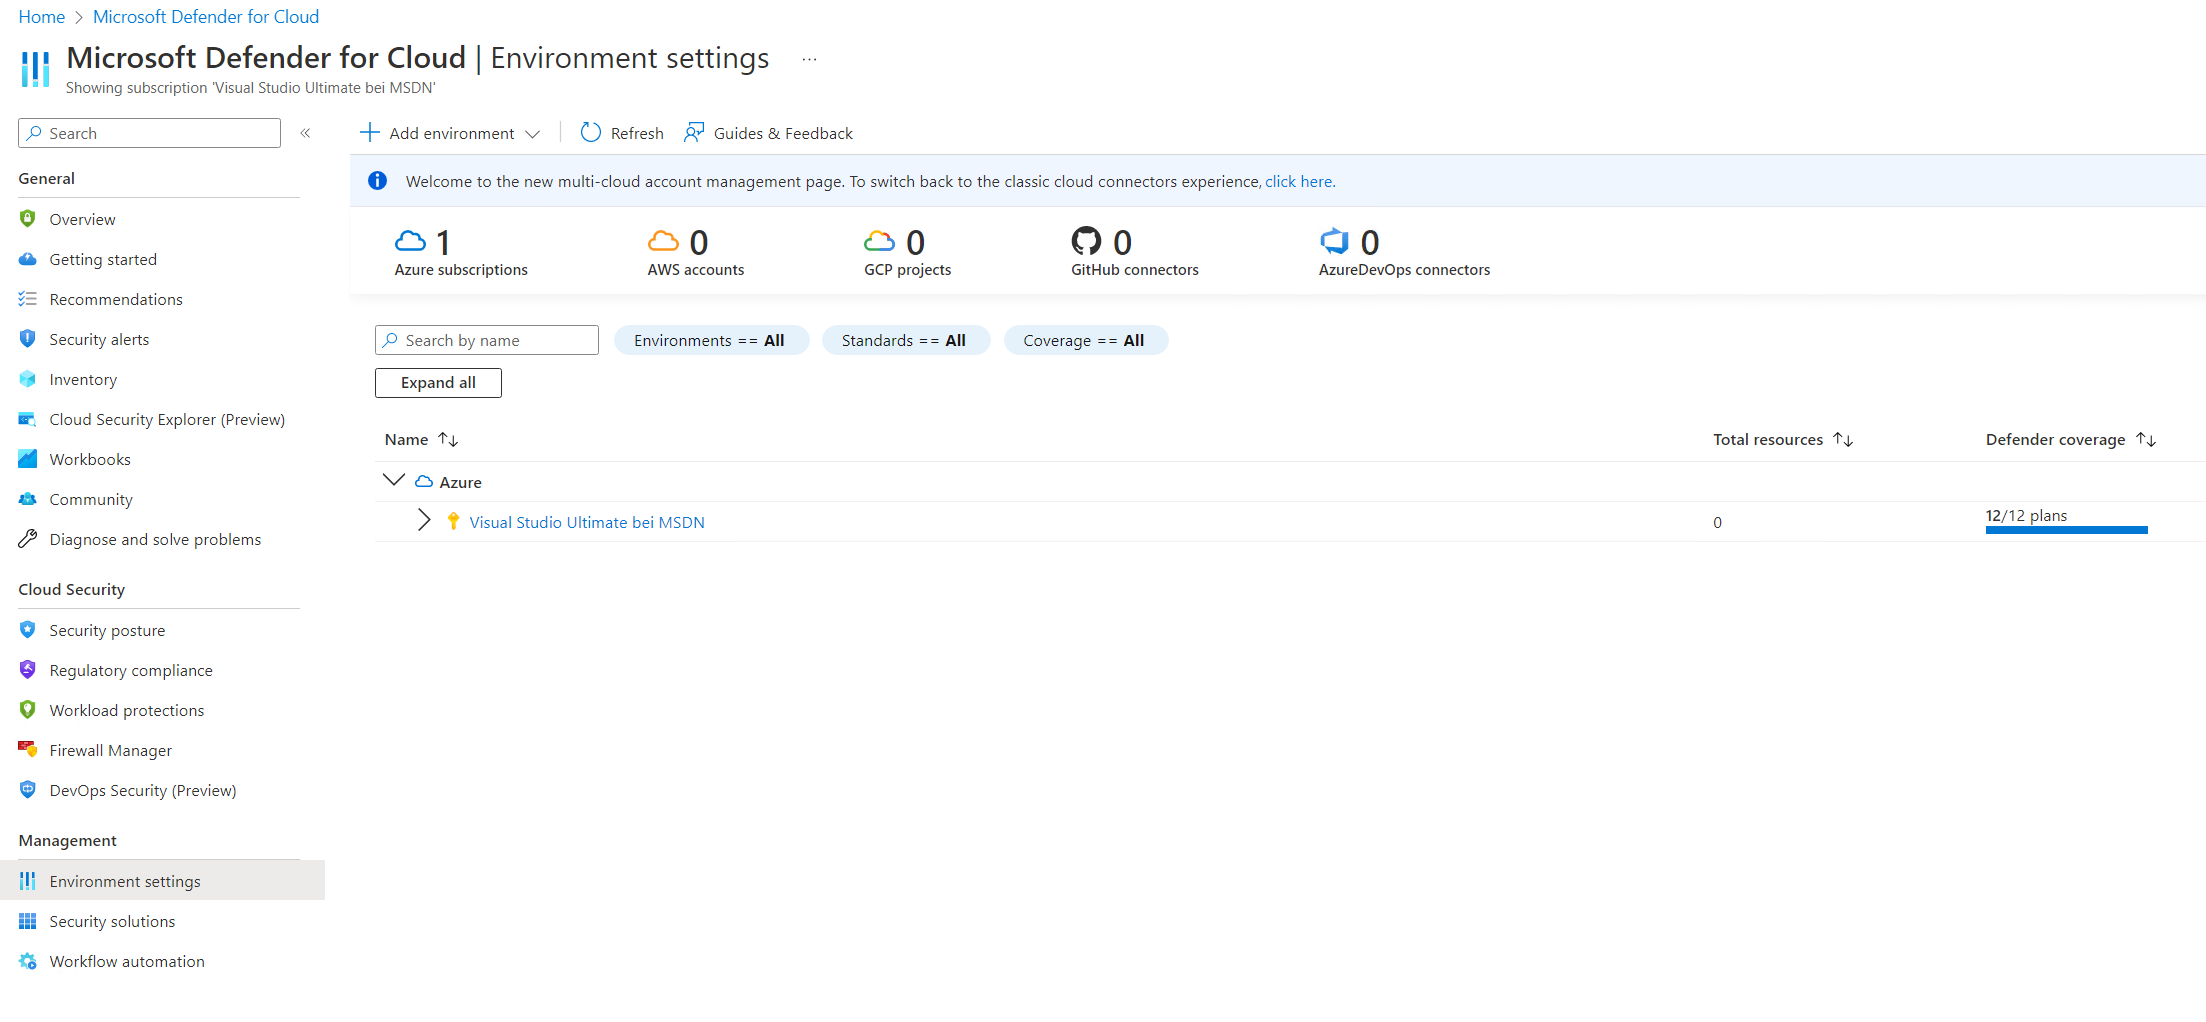 Home > Microsoft Defender for Cloud
Microsoft Defender for Cloud | Environment settings ...
Showing subscription 'Visual Studio Ultimate bei MSDN'
Search
«
General
Overview
Getting started
Recommendations
Security alerts
Inventory
Cloud Security Explorer (Preview)
Workbooks
Community
Diagnose and solve problems
Cloud Security
Security posture
Regulatory compliance
Workload protections
Firewall Manager
DevOps Security (Preview)
Management
Environment settings
Security solutions
Workflow automation
Add environment
Refresh
Guides & Feedback
Welcome to the new multi-cloud account management page. To switch back to the classic cloud connectors experience, click here.
1
Azure subscriptions
0
AWS accounts
0
GCP projects
0
GitHub connectors
0
AzureDevOps connectors
Search by name
Environments == All
Standards == All
Coverage == All
Expand all
Name ↑↓
Total resources ↑↓
Defender coverage ↑↓
Azure
Visual Studio Ultimate bei MSDN
0
12/12 plans